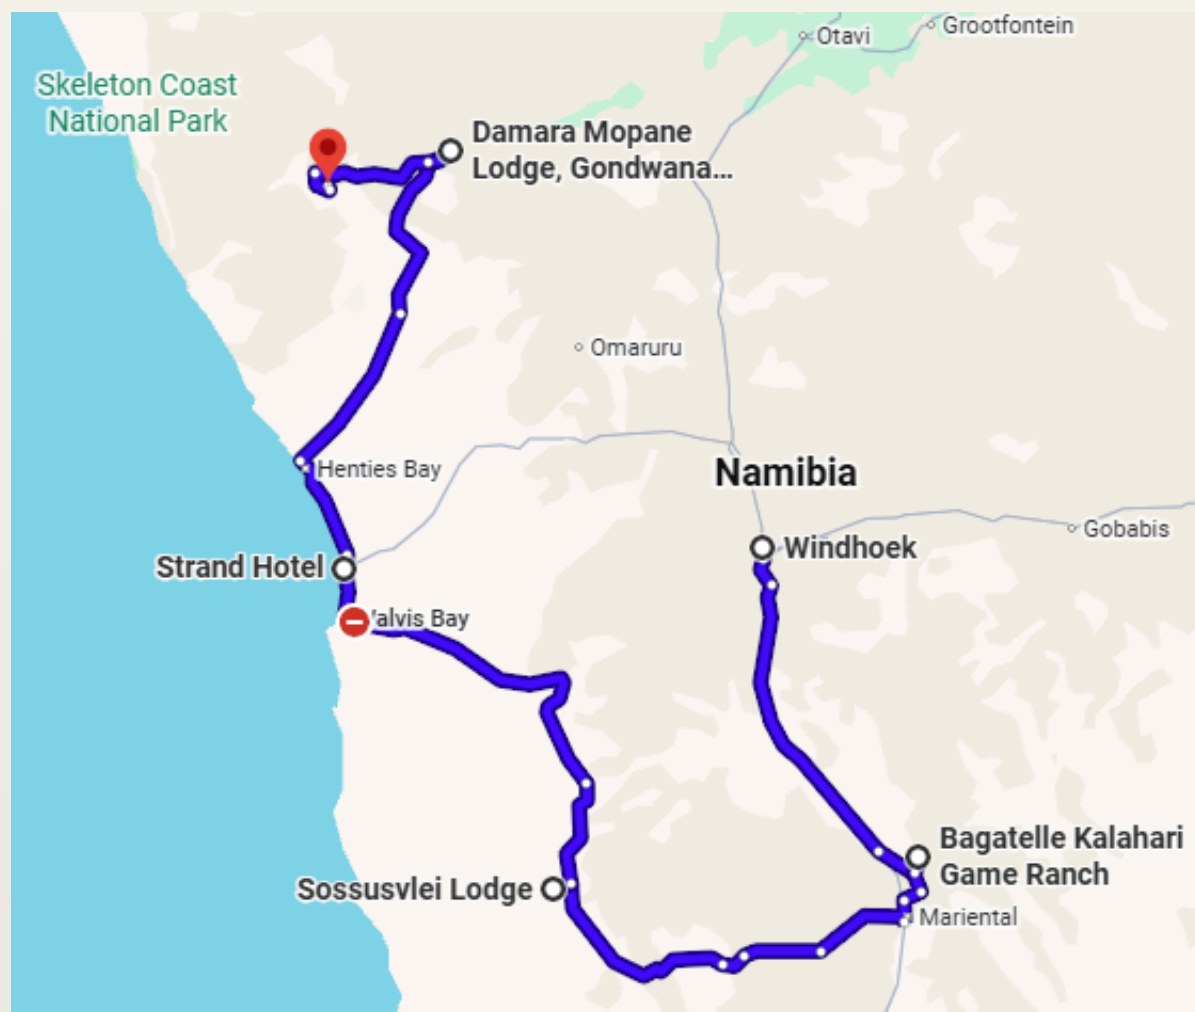 Otavi
Grootfontein
Skeleton Coast
National Park
Damara Mopane
Lodge, Gondwana...
Omaruru
Henties Bay
Namibia
Gobabis
Windhoek
Strand Hotel
alvis Bay
Bagatelle Kalahari
Game Ranch
Sossusvlei Lodge
Mariental